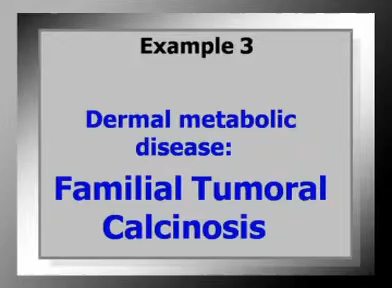 Example 3
Dermal metabolic
disease:
Familial Tumoral
Calcinosis